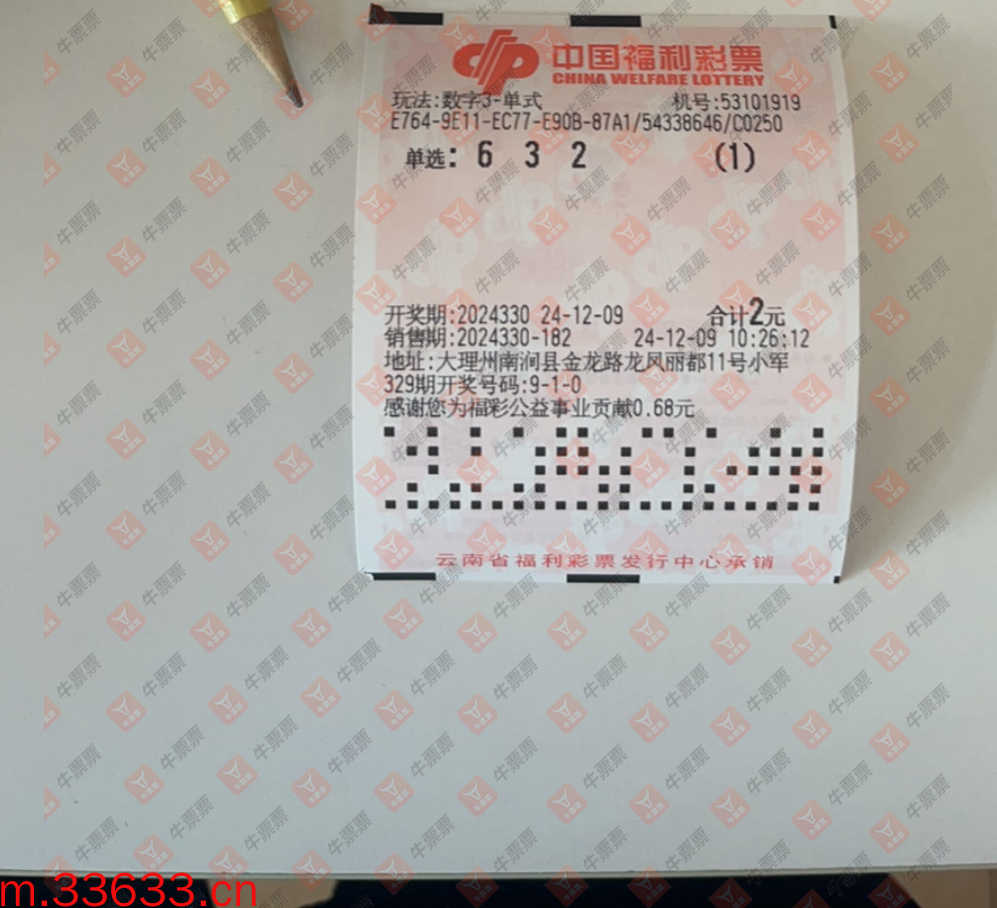 中国福利彩票
CHINA WELFARE LOTTERY
玩法:数字3-单式 机号:53101919
E764-9E11-EC77-E90B-87A1/54338646/C0250
单选: 6 3 2 (1)
开奖期:2024330 24-12-09 合计2元
销售期:2024330-182 24-12-09 10:26:12
地址:大理州南涧县金龙路龙凤丽都11号小军
329期开奖号码:9-1-0
感谢您为福彩公益事业贡献0.68元
云南省福利彩票发行中心承销
牛票票
m.33633.cn